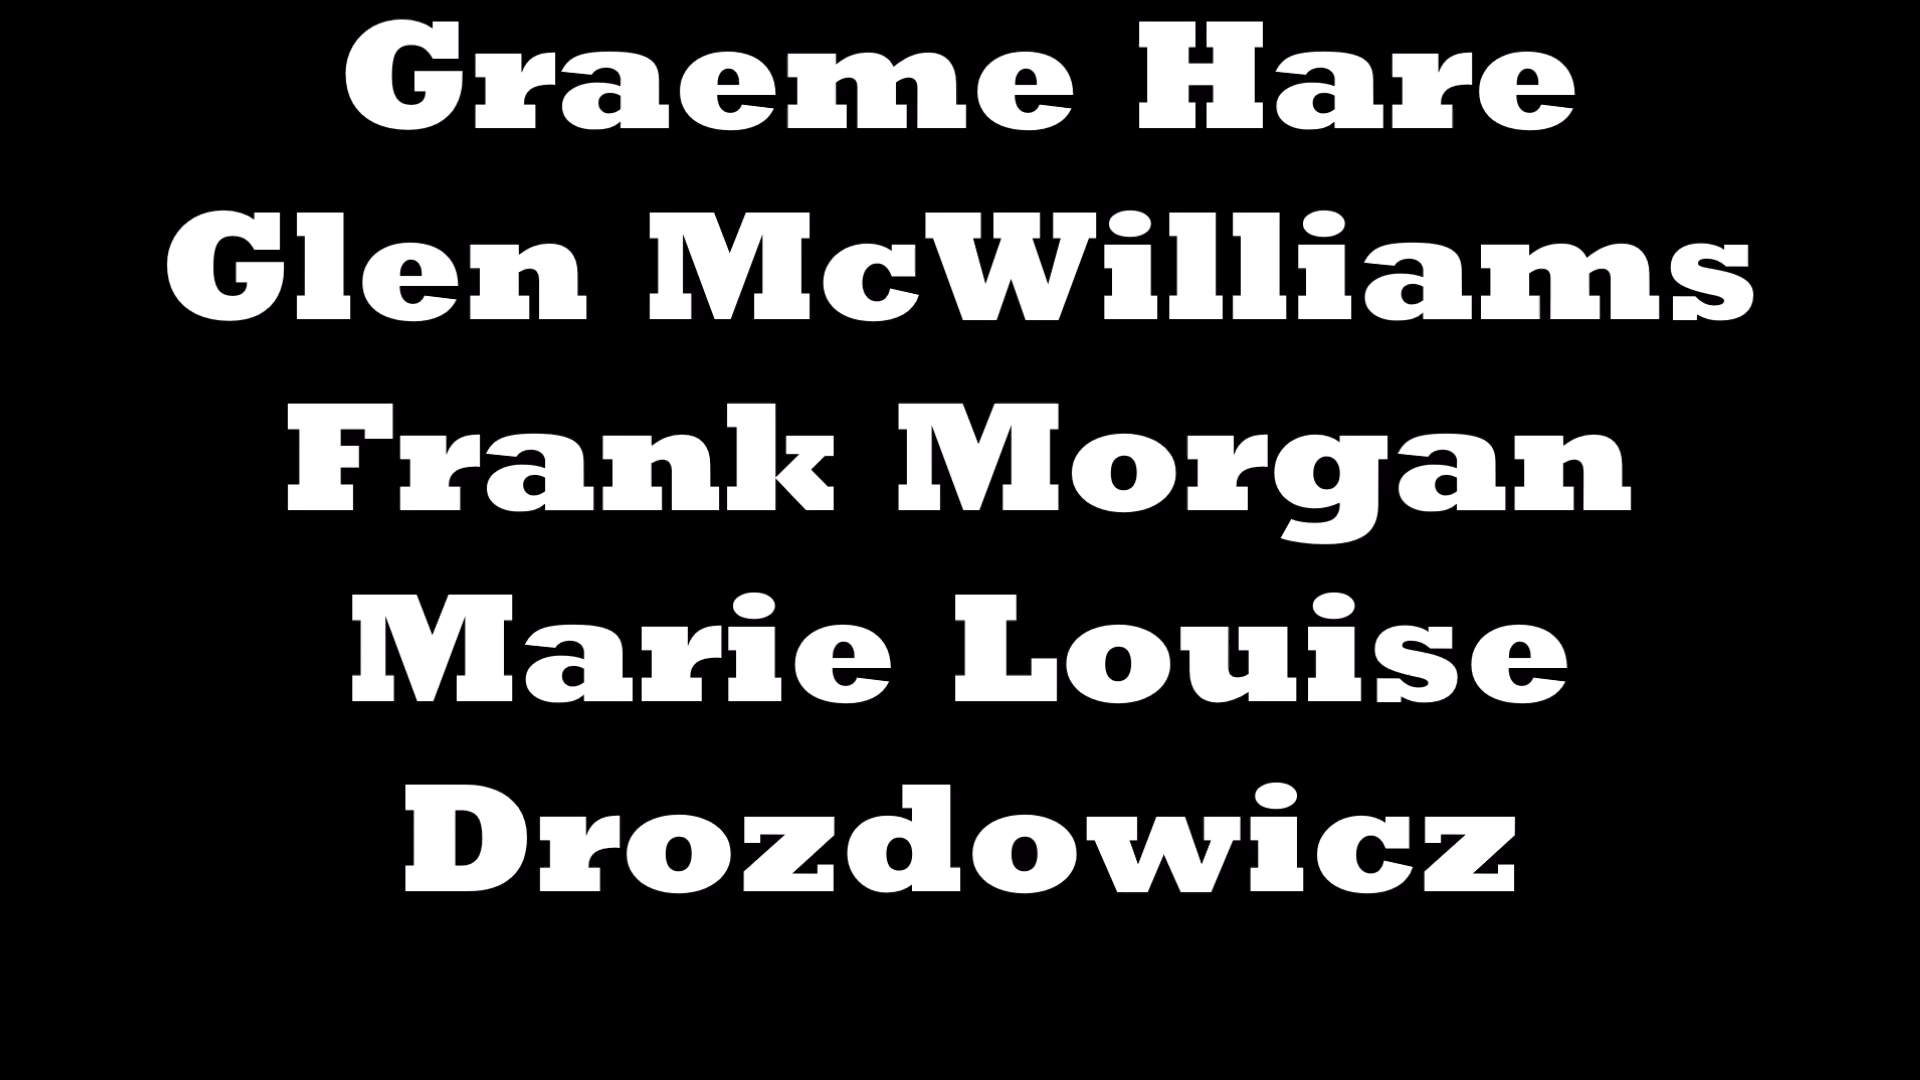 Graeme Hare
Glen McWilliams
Frank Morgan
Marie Louise
Drozdowicz